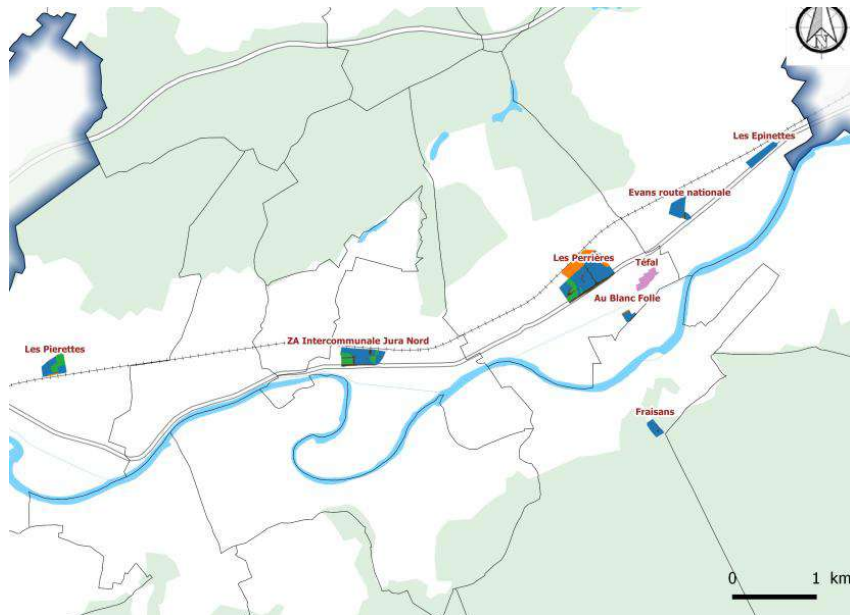 N
Les Epinettes
Evans route nationale
Les Perrières
Téfal
Au Blanc Folle
ZA Intercommunale Jura Nord
Les Pierettes
Fraisans
0 1 km